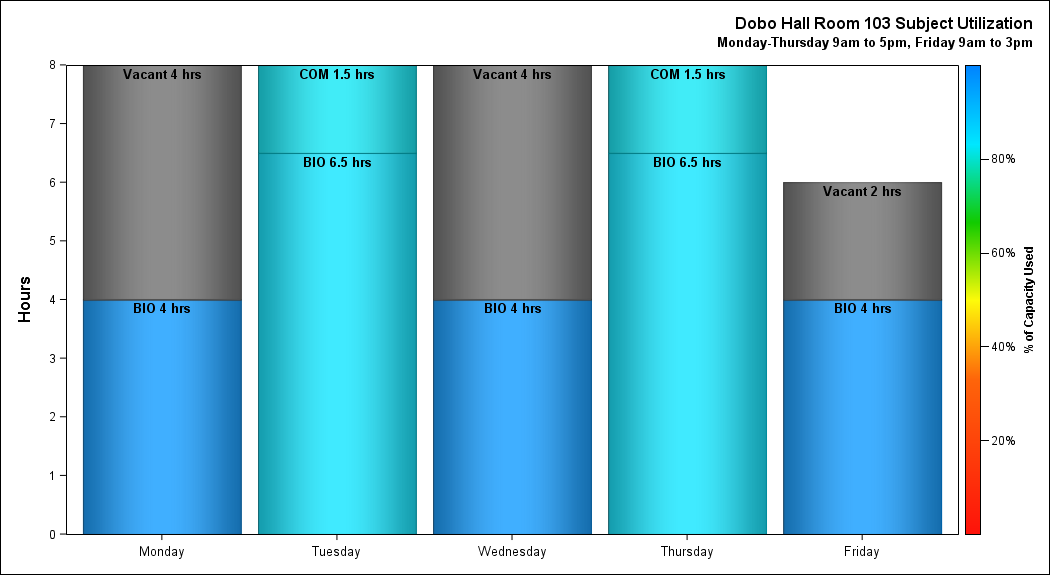 Dobo Hall Room 103 Subject Utilization
Monday-Thursday 9am to 5pm, Friday 9am to 3pm
Hours
8
7
6
5
4
3
2
1
0
Vacant 4 hrs
BIO 4 hrs
COM 1.5 hrs
BIO 6.5 hrs
Vacant 4 hrs
BIO 4 hrs
COM 1.5 hrs
BIO 6.5 hrs
Vacant 2 hrs
BIO 4 hrs
Monday
Tuesday
Wednesday
Thursday
Friday
80%
60%
40%
20%
% of Capacity Used